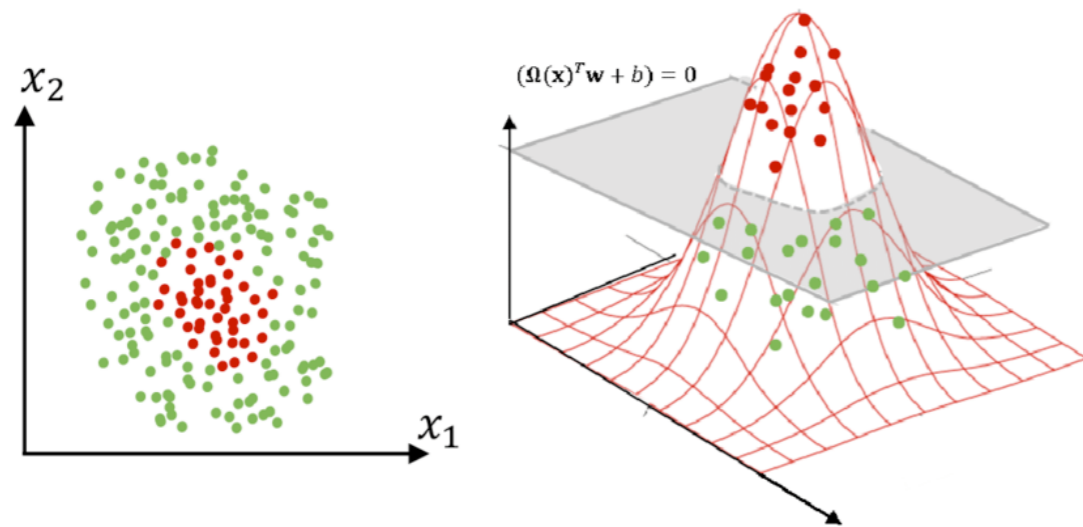 x₂
x₁
(Ω(x)ᵀw + b) = 0